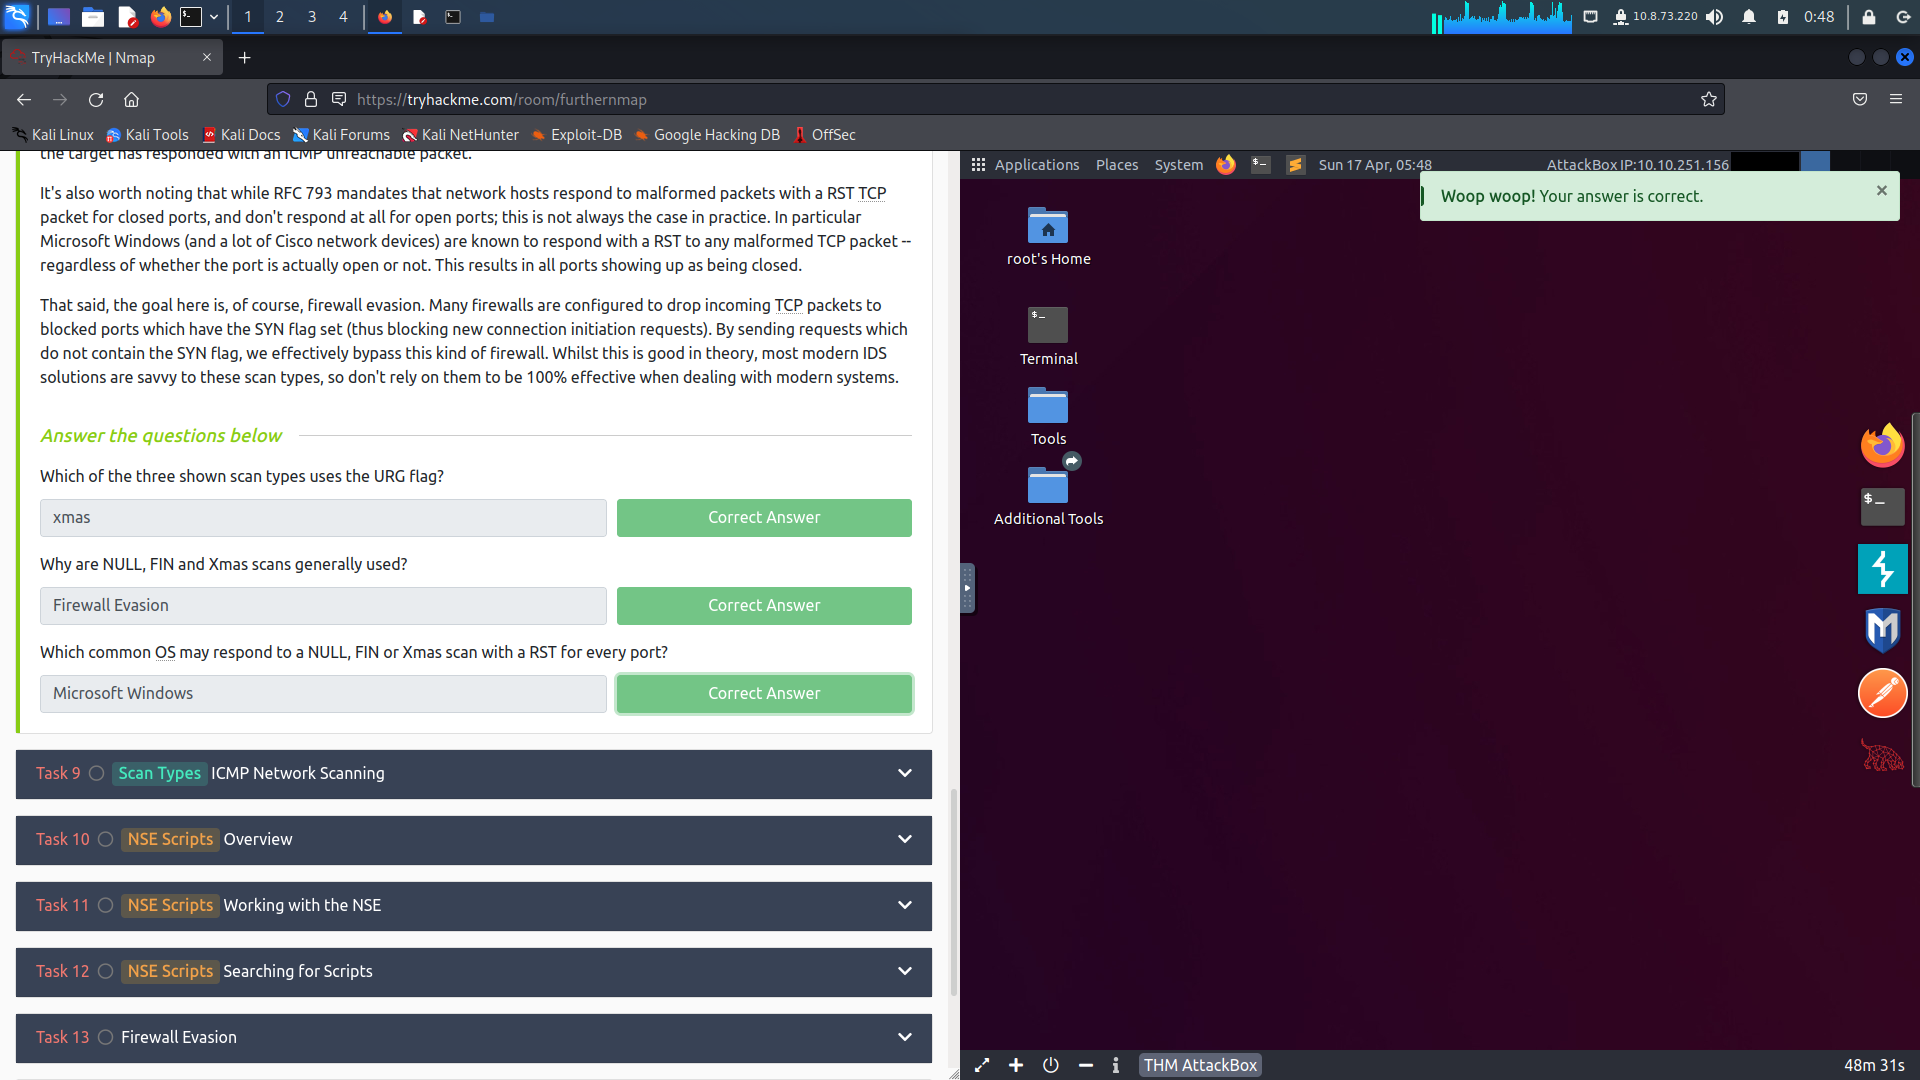 1 2 3 4
10.8.73.220
0:48
TryHackMe | Nmap
https://tryhackme.com/room/furthernmap
Kali Linux Kali Tools Kali Docs Kali Forums Kali NetHunter Exploit-DB Google Hacking DB OffSec
the target has responded with an ICMP unreachable packet.
It's also worth noting that while RFC 793 mandates that network hosts respond to malformed packets with a RST TCP
packet for closed ports, and don't respond at all for open ports; this is not always the case in practice. In particular
Microsoft Windows (and a lot of Cisco network devices) are known to respond with a RST to any malformed TCP packet --
regardless of whether the port is actually open or not. This results in all ports showing up as being closed.
That said, the goal here is, of course, firewall evasion. Many firewalls are configured to drop incoming TCP packets to
blocked ports which have the SYN flag set (thus blocking new connection initiation requests). By sending requests which
do not contain the SYN flag, we effectively bypass this kind of firewall. Whilst this is good in theory, most modern IDS
solutions are savvy to these scan types, so don't rely on them to be 100% effective when dealing with modern systems.
Answer the questions below
Which of the three shown scan types uses the URG flag?
xmas
Correct Answer
Why are NULL, FIN and Xmas scans generally used?
Firewall Evasion
Correct Answer
Which common OS may respond to a NULL, FIN or Xmas scan with a RST for every port?
Microsoft Windows
Correct Answer
Task 9 Scan Types ICMP Network Scanning
Task 10 NSE Scripts Overview
Task 11 NSE Scripts Working with the NSE
Task 12 NSE Scripts Searching for Scripts
Task 13 Firewall Evasion
Applications Places System Sun 17 Apr, 05:48 AttackBox IP:10.10.251.156
Woop woop! Your answer is correct.
root's Home
Terminal
Tools
Additional Tools
THM AttackBox
48m 31s